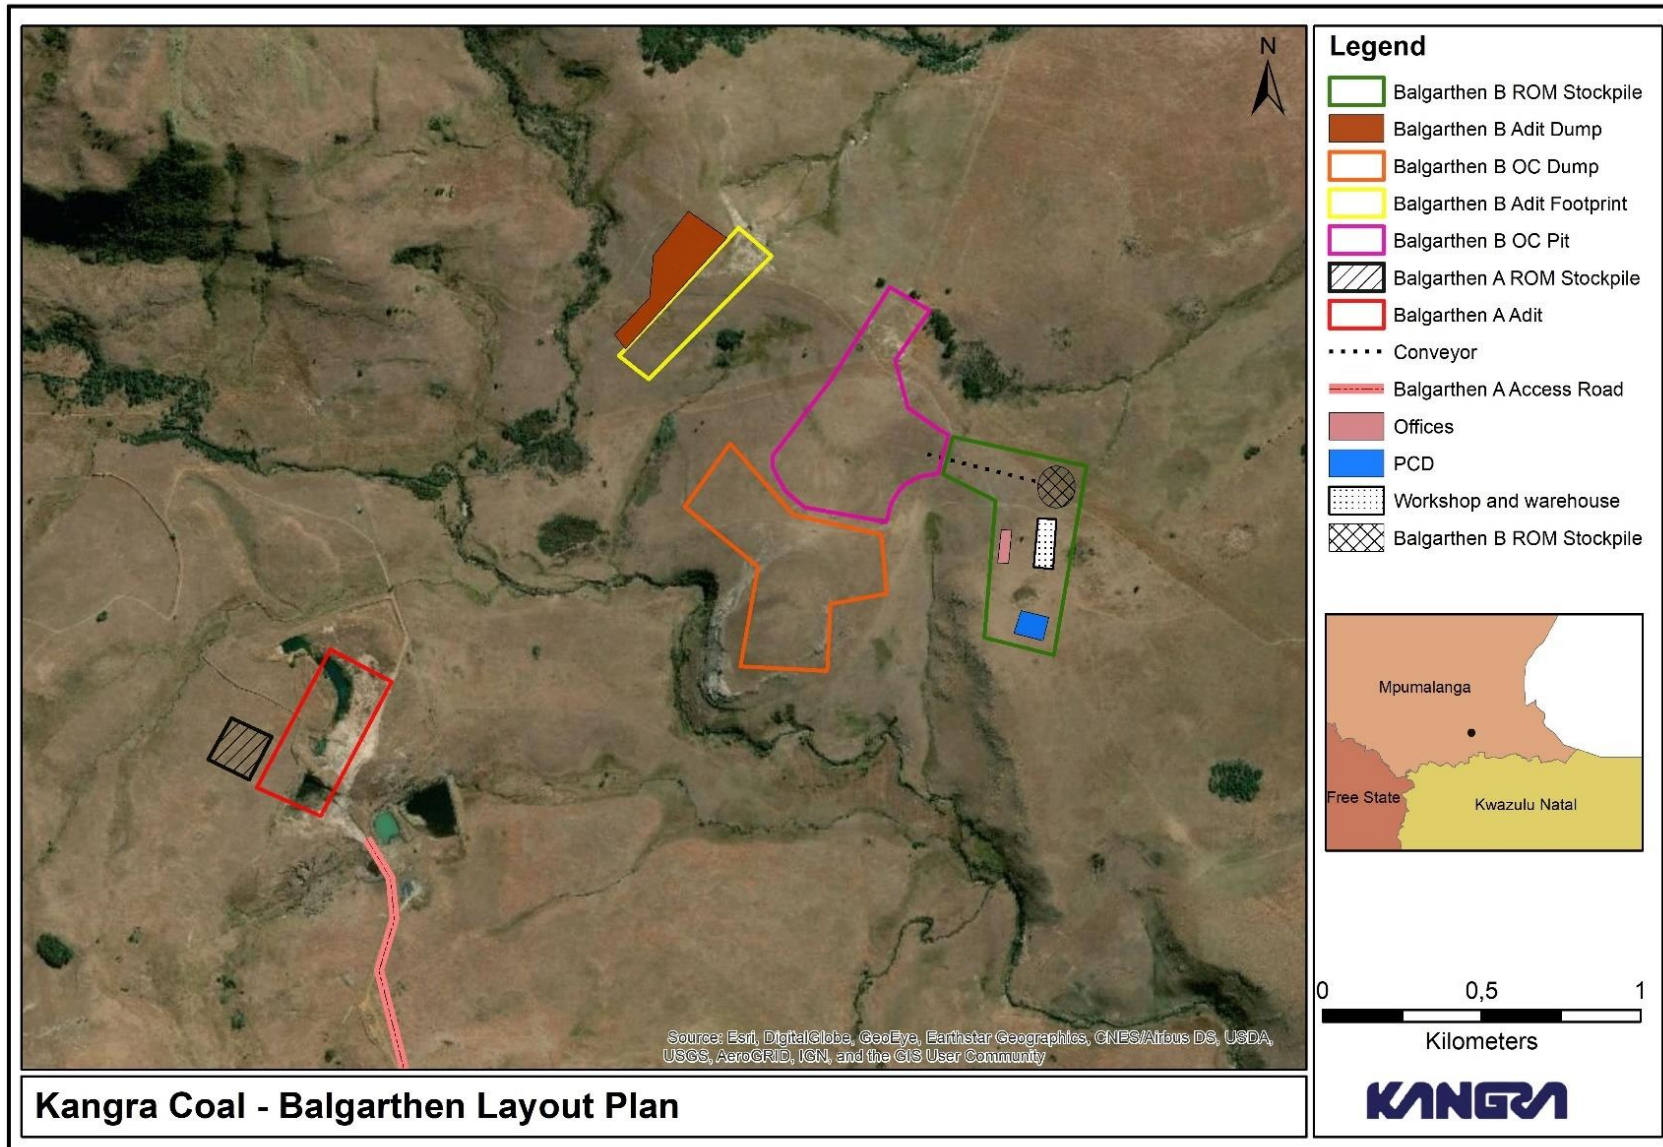 N
Source: Esri, DigitalGlobe, GeoEye, Earthstar Geographics, CNES/Airbus DS, USDA,
USGS, AeroGRID, IGN, and the GIS User Community
Kangra Coal - Balgarthen Layout Plan
Legend
Balgarthen B ROM Stockpile
Balgarthen B Adit Dump
Balgarthen B OC Dump
Balgarthen B Adit Footprint
Balgarthen B OC Pit
Balgarthen A ROM Stockpile
Balgarthen A Adit
Conveyor
Balgarthen A Access Road
Offices
PCD
Workshop and warehouse
Balgarthen B ROM Stockpile
Mpumalanga
Free State
Kwazulu Natal
0 0,5 1
Kilometers
KANGRA